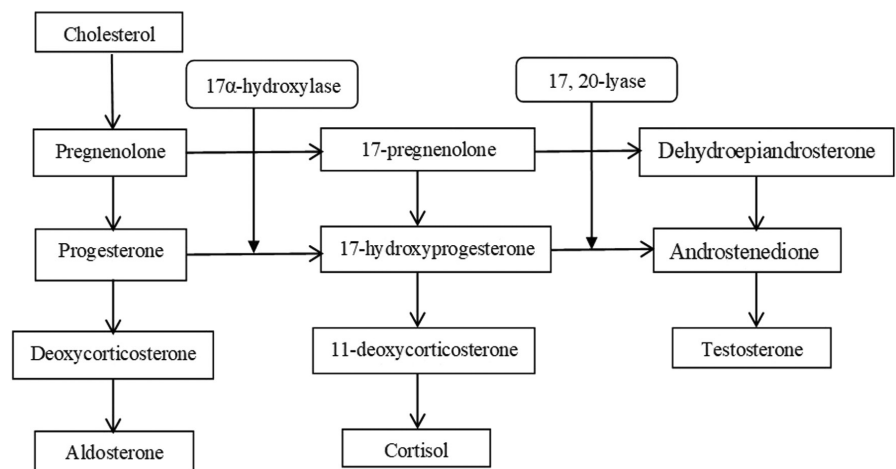 Cholesterol
17α-hydroxylase
17, 20-lyase
Pregnenolone
17-pregnenolone
Dehydroepiandrosterone
Progesterone
17-hydroxyprogesterone
Androstenedione
Deoxycorticosterone
11-deoxycorticosterone
Testosterone
Aldosterone
Cortisol